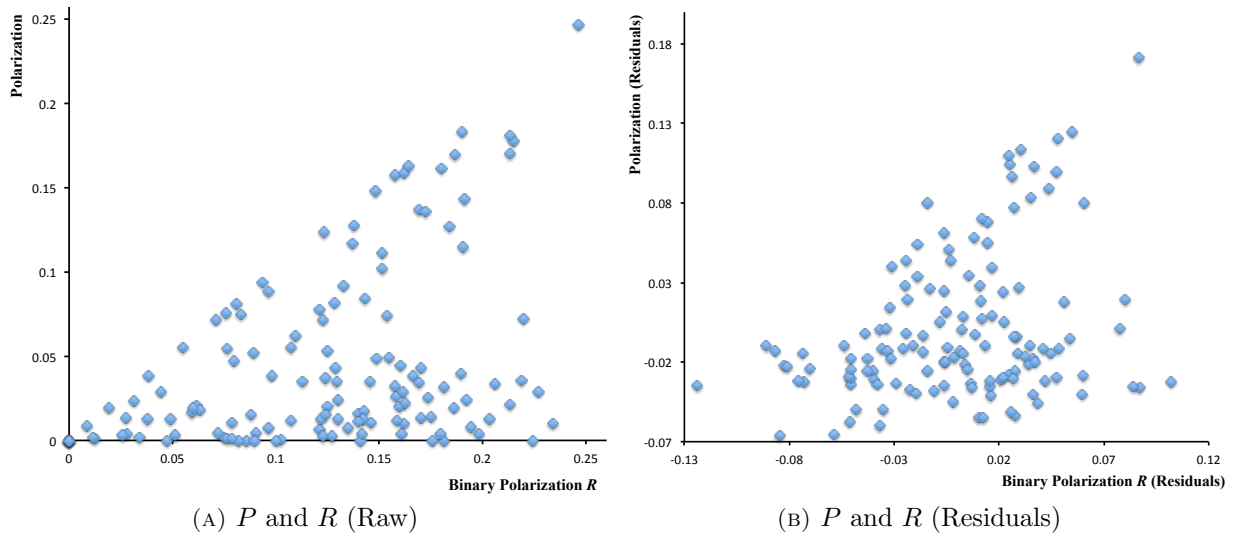 Polarization
0.25
0.2
0.15
0.1
0.05
0
0 0.05 0.1 0.15 0.2 0.25
Binary Polarization R
(A) P and R (Raw)
Polarization (Residuals)
0.18
0.13
0.08
0.03
-0.02
-0.07
-0.13 -0.08 -0.03 0.02 0.07 0.12
Binary Polarization R (Residuals)
(B) P and R (Residuals)